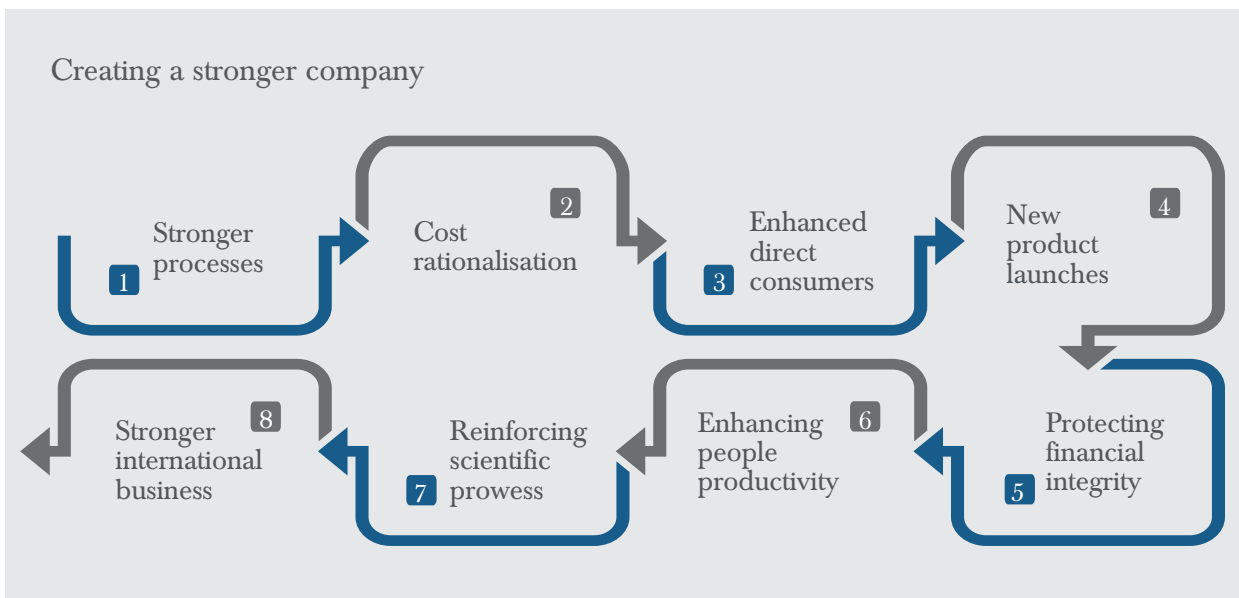 Creating a stronger company
1
Stronger
processes
2
Cost
rationalisation
3
Enhanced
direct
consumers
4
New
product
launches
5
Protecting
financial
integrity
6
Enhancing
people
productivity
7
Reinforcing
scientific
prowess
8
Stronger
international
business